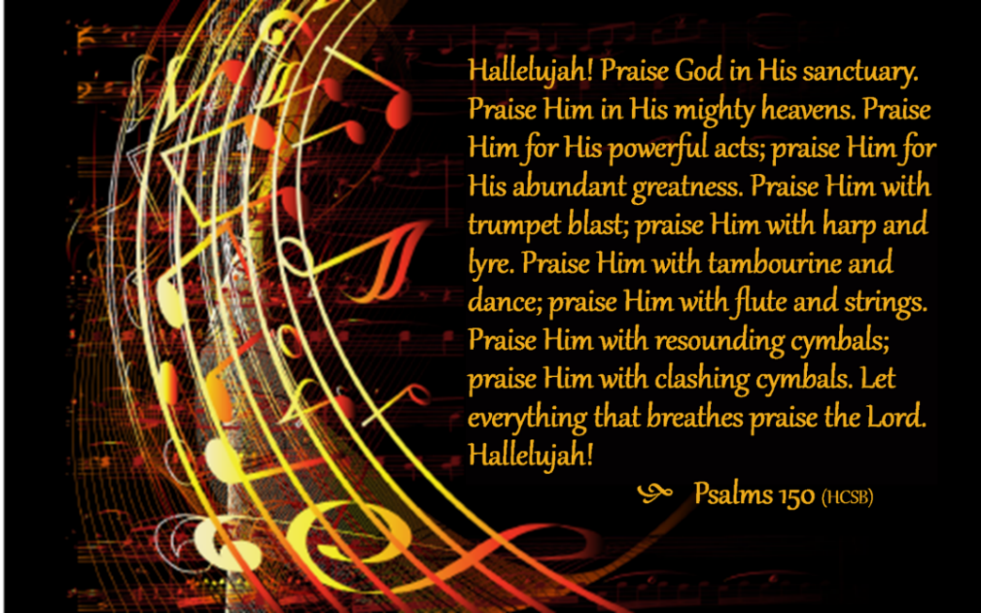 Hallelujah! Praise God in His sanctuary.
Praise Him in His mighty heavens. Praise
Him for His powerful acts; praise Him for
His abundant greatness. Praise Him with
trumpet blast; praise Him with harp and
lyre. Praise Him with tambourine and
dance; praise Him with flute and strings.
Praise Him with resounding cymbals;
praise Him with clashing cymbals. Let
everything that breathes praise the Lord.
Hallelujah!
Psalms 150 (HCSB)